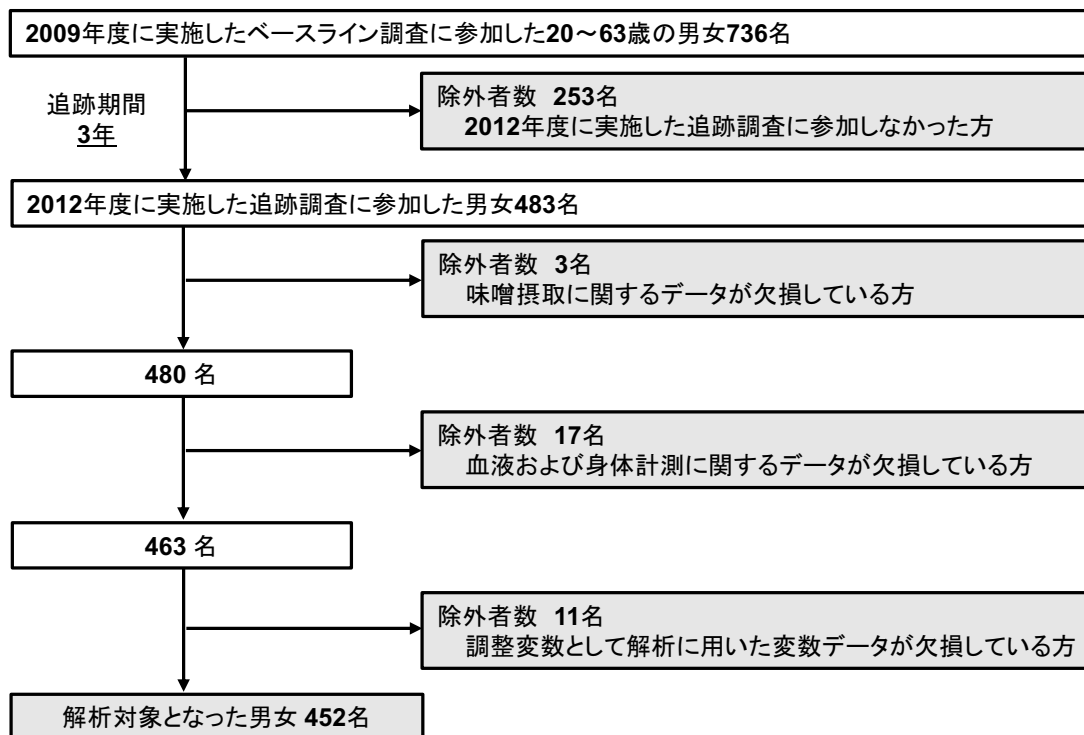 2009年度に実施したベースライン調査に参加した20～63歳の男女736名
追跡期間
3年
除外者数 253名
2012年度に実施した追跡調査に参加しなかった方
2012年度に実施した追跡調査に参加した男女483名
除外者数 3名
味噌摂取に関するデータが欠損している方
480 名
除外者数 17名
血液および身体計測に関するデータが欠損している方
463 名
除外者数 11名
調整変数として解析に用いた変数データが欠損している方
解析対象となった男女 452名